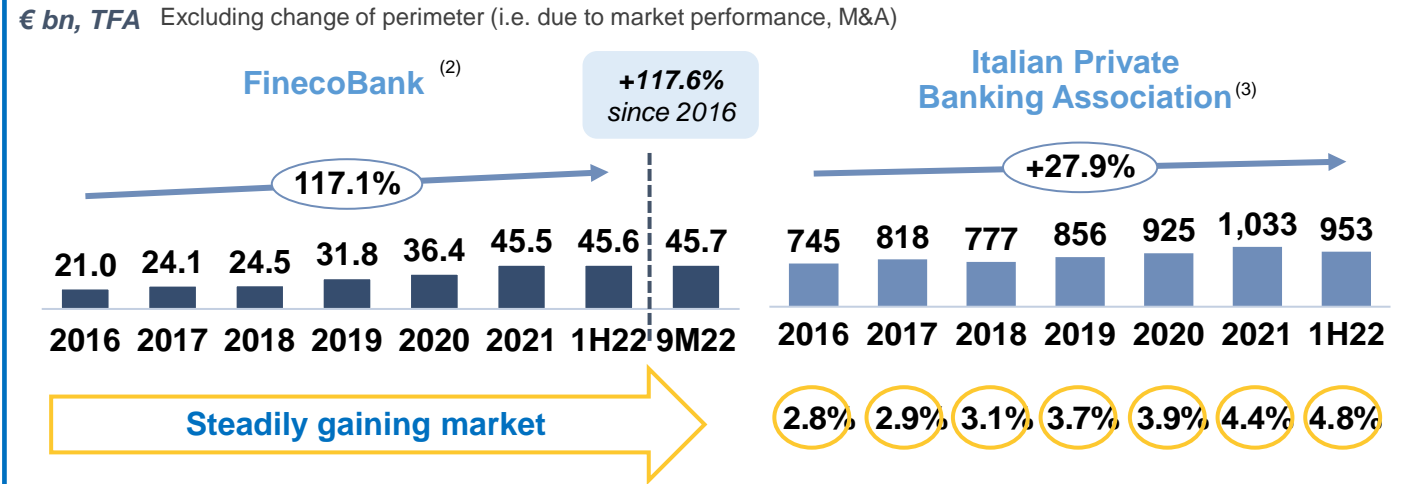 € bn, TFA Excluding change of perimeter (i.e. due to market performance, M&A)
FinecoBank (2)
+117.6%
since 2016
Italian Private
Banking Association (3)
117.1%
+27.9%
21.0 24.1 24.5 31.8 36.4 45.5 45.6 45.7
2016 2017 2018 2019 2020 2021 1H22 9M22
745 818 777 856 925 1,033 953
2016 2017 2018 2019 2020 2021 1H22
Steadily gaining market
2.8% 2.9% 3.1% 3.7% 3.9% 4.4% 4.8%